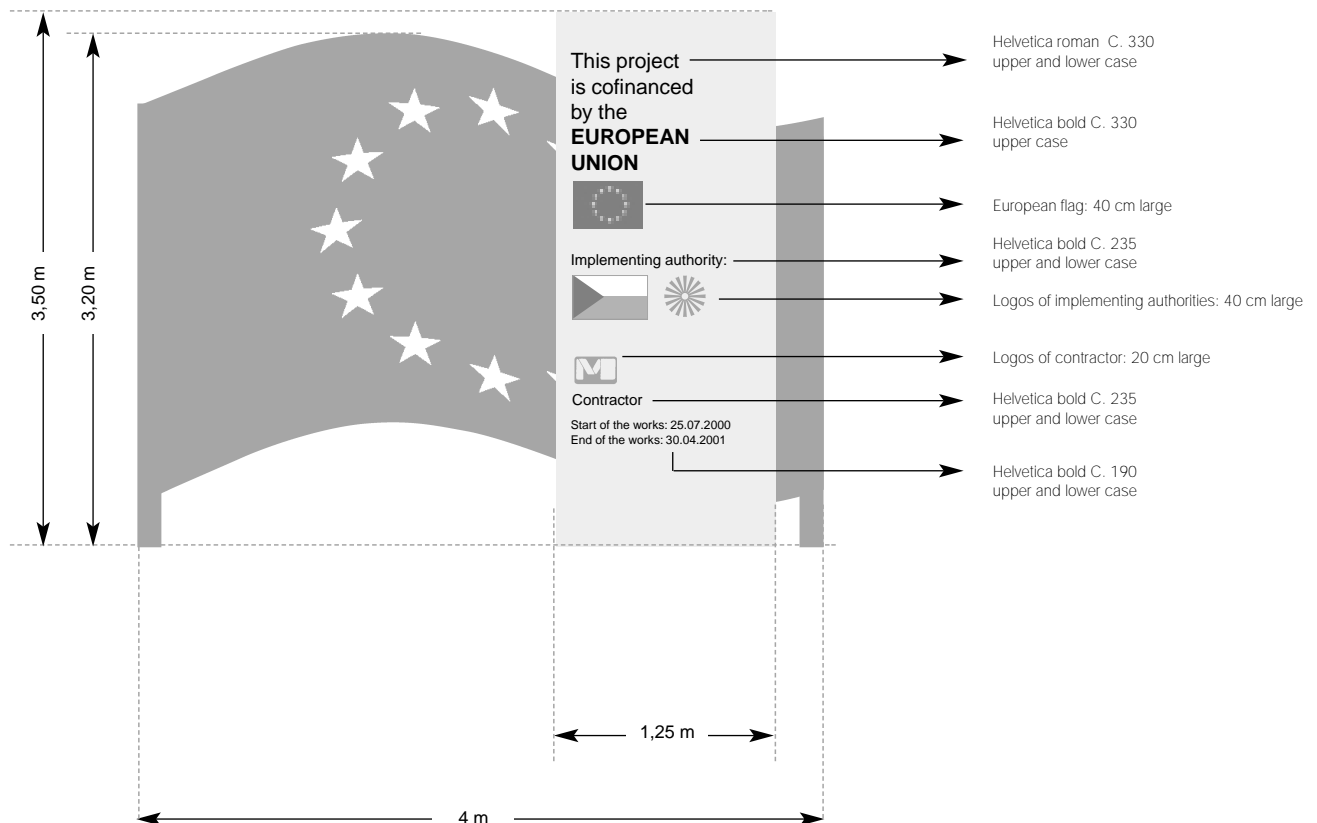 This project
is cofinanced
by the
EUROPEAN
UNION
Implementing authority:
M
Contractor
Start of the works: 25.07.2000
End of the works: 30.04.2001
Helvetica roman C. 330
upper and lower case
Helvetica bold C. 330
upper case
European flag: 40 cm large
Helvetica bold C. 235
upper and lower case
Logos of implementing authorities: 40 cm large
Logos of contractor: 20 cm large
Helvetica bold C. 235
upper and lower case
Helvetica bold C. 190
upper and lower case
3,50 m
3,20 m
1,25 m
4 m